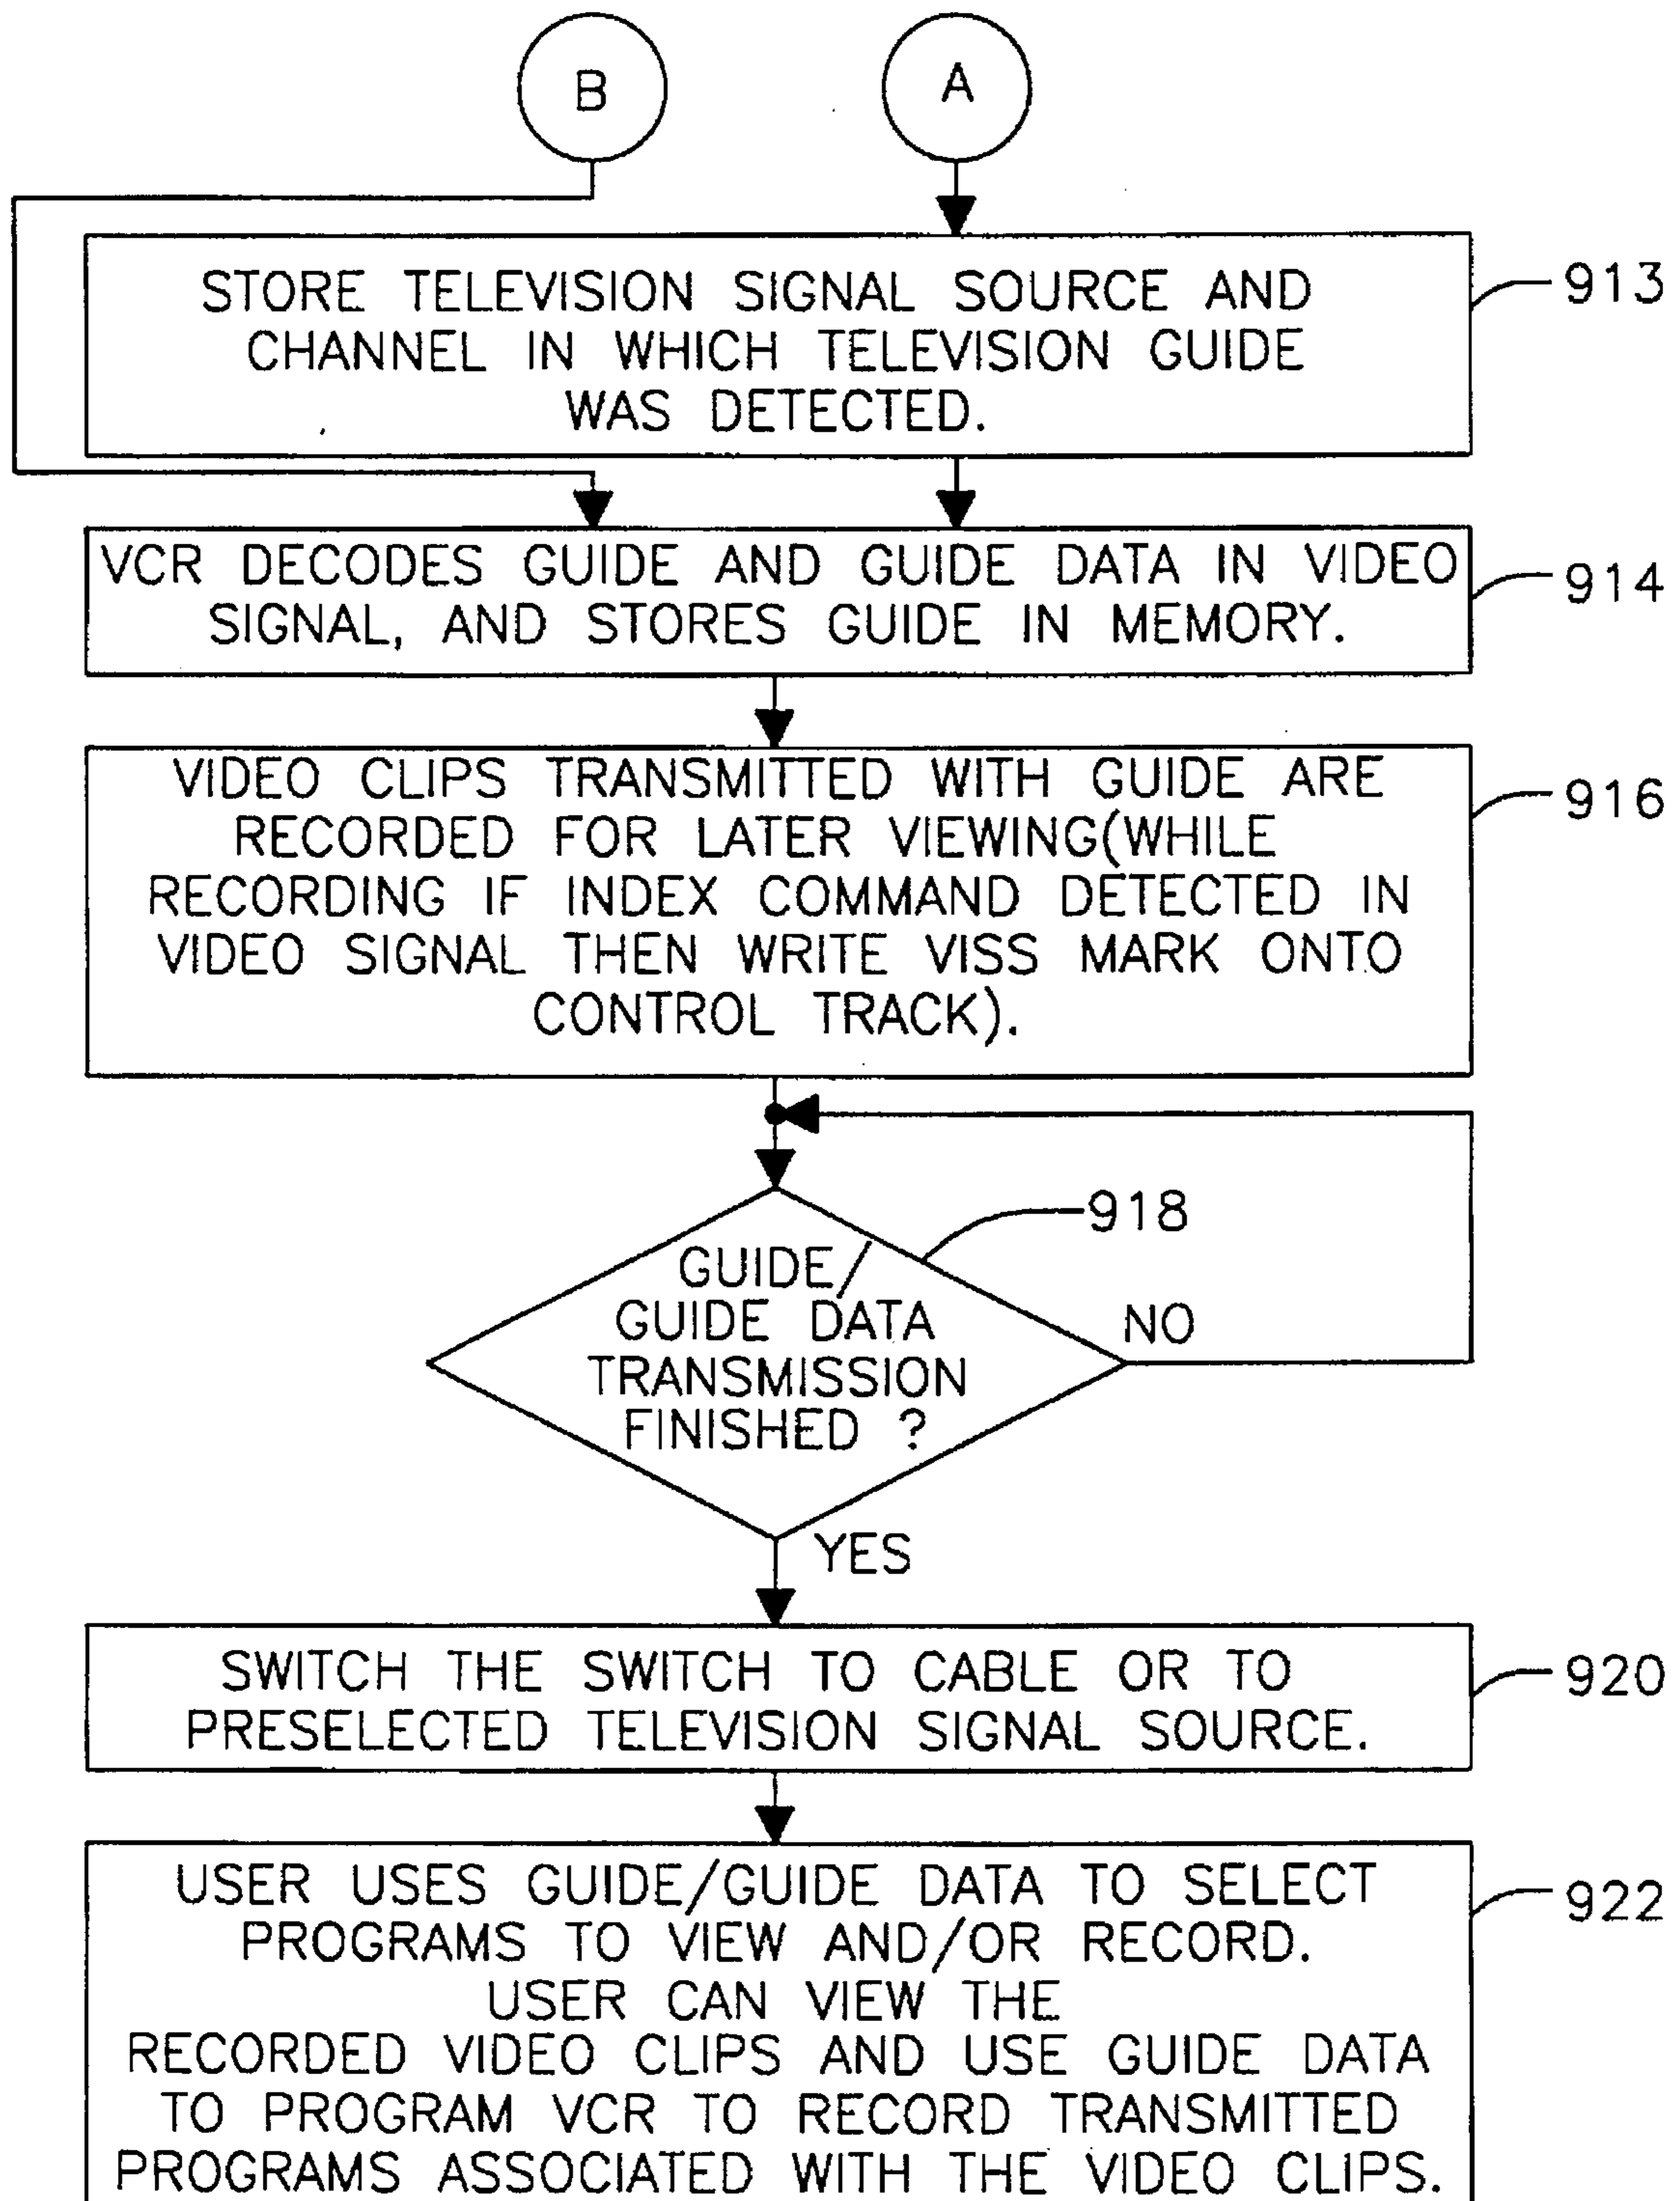 B
A
STORE TELEVISION SIGNAL SOURCE AND
CHANNEL IN WHICH TELEVISION GUIDE
WAS DETECTED.
913
VCR DECODES GUIDE AND GUIDE DATA IN VIDEO
SIGNAL, AND STORES GUIDE IN MEMORY.
914
VIDEO CLIPS TRANSMITTED WITH GUIDE ARE
RECORDED FOR LATER VIEWING(WHILE
RECORDING IF INDEX COMMAND DETECTED IN
VIDEO SIGNAL THEN WRITE VISS MARK ONTO
CONTROL TRACK).
916
918
GUIDE/
GUIDE DATA
TRANSMISSION
FINISHED ?
NO
YES
SWITCH THE SWITCH TO CABLE OR TO
PRESELECTED TELEVISION SIGNAL SOURCE.
920
USER USES GUIDE/GUIDE DATA TO SELECT
PROGRAMS TO VIEW AND/OR RECORD.
USER CAN VIEW THE
RECORDED VIDEO CLIPS AND USE GUIDE DATA
TO PROGRAM VCR TO RECORD TRANSMITTED
PROGRAMS ASSOCIATED WITH THE VIDEO CLIPS.
922